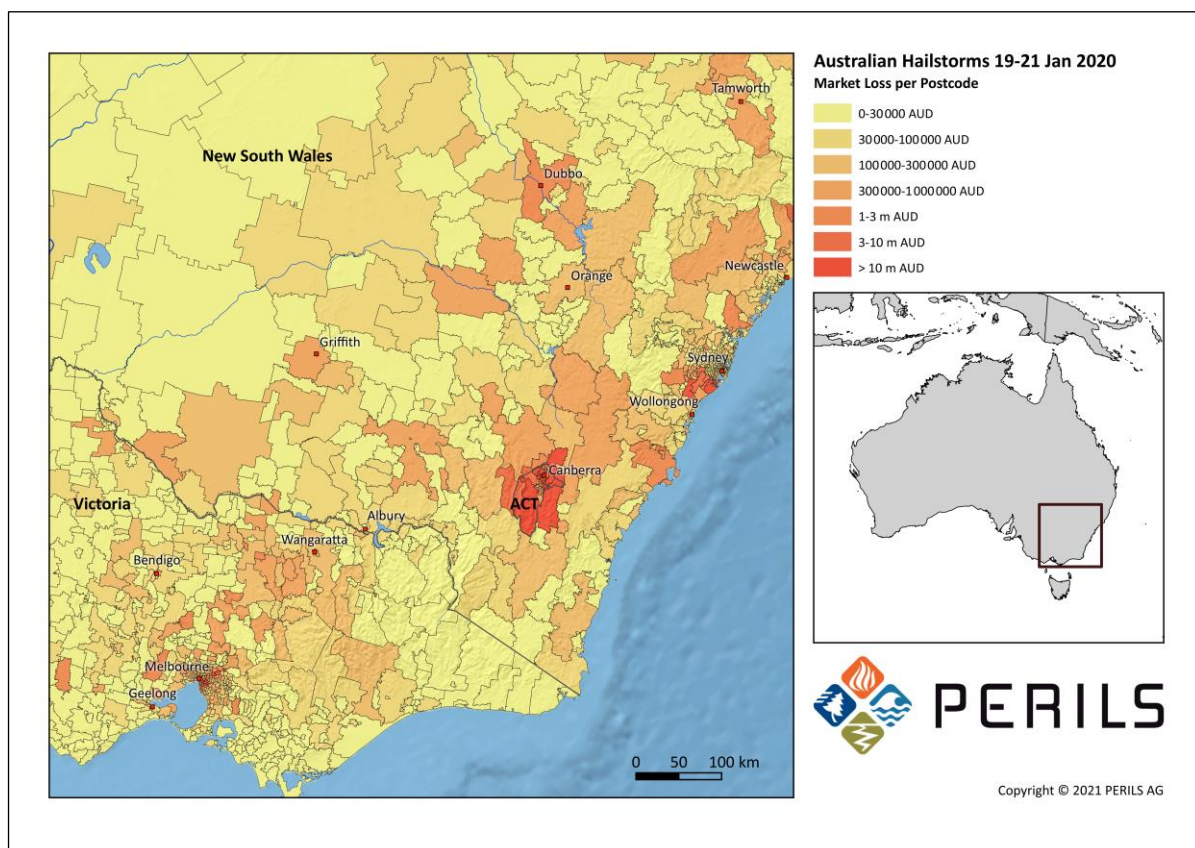 Australian Hailstorms 19-21 Jan 2020
Market Loss per Postcode
0-30000 AUD
30000-100000 AUD
100000-300000 AUD
300000-1000000 AUD
1-3 m AUD
3-10 m AUD
> 10 m AUD
Tamworth
New South Wales
Dubbo
Newcastle
Orange
Griffith
Sydney
Wollongong
Canberra
ACT
Victoria
Albury
Wangaratta
Bendigo
Melbourne
Geelong
0 50 100 km
PERILS
Copyright © 2021 PERILS AG